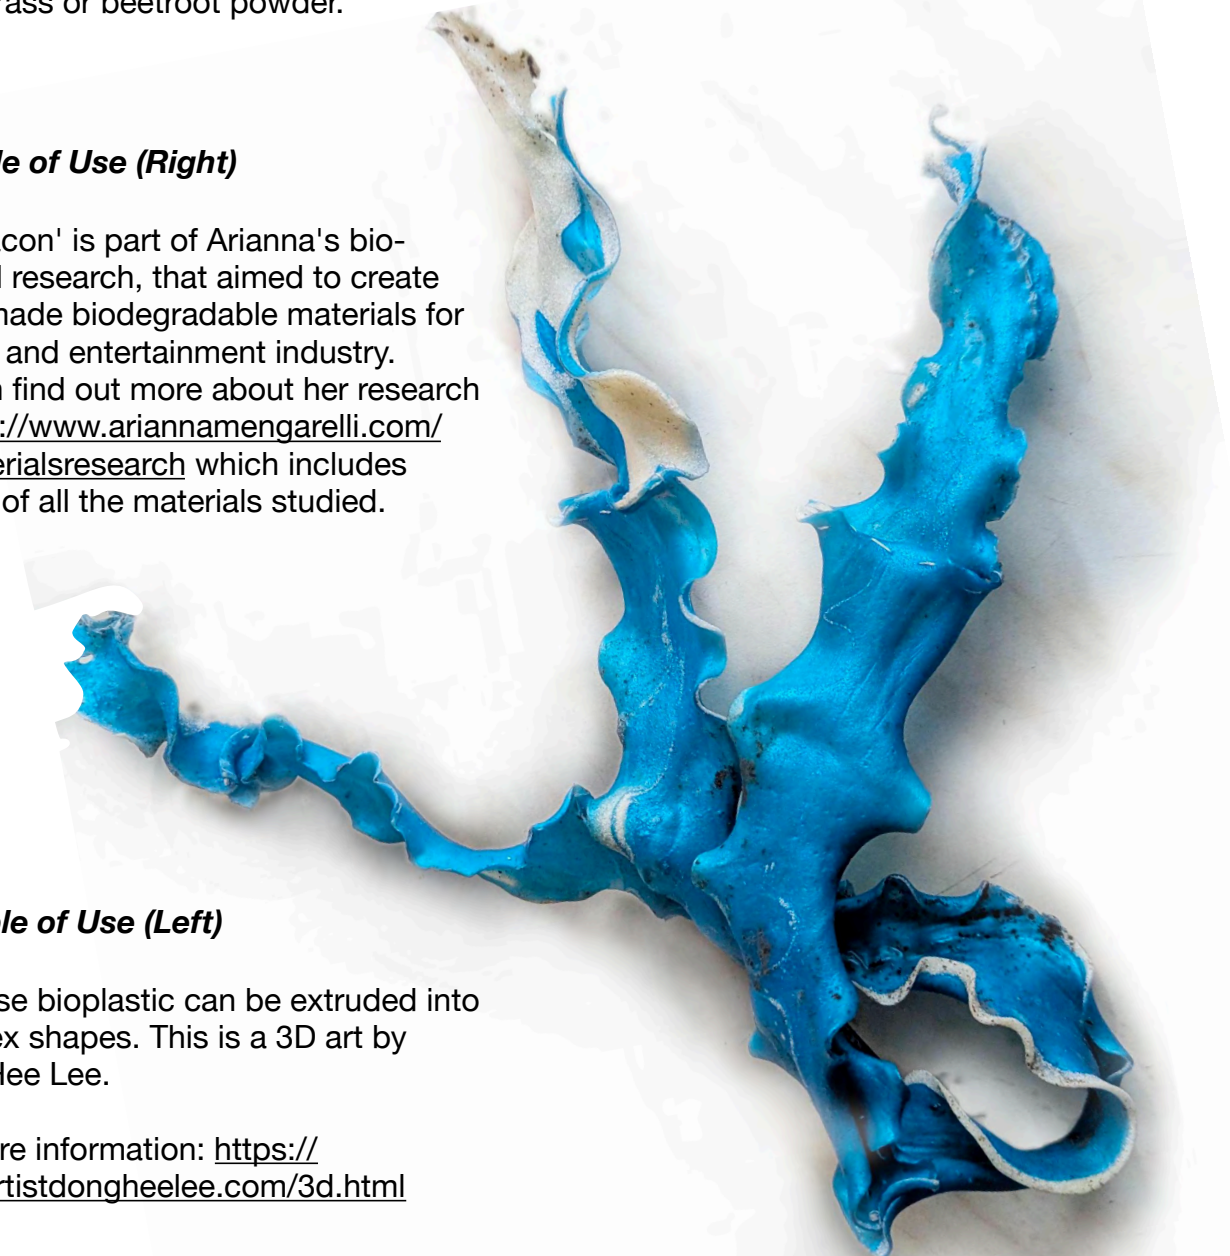 rass or beetroot powder.
le of Use (Right)
con' is part of Arianna's bio-
l research, that aimed to create
nade biodegradable materials for
and entertainment industry.
n find out more about her research
://www.ariannamengarelli.com/
erialsresearch which includes
of all the materials studied.
le of Use (Left)
se bioplastic can be extruded into
ex shapes. This is a 3D art by
Hee Lee.
re information: https://
rtistdongheelee.com/3d.html